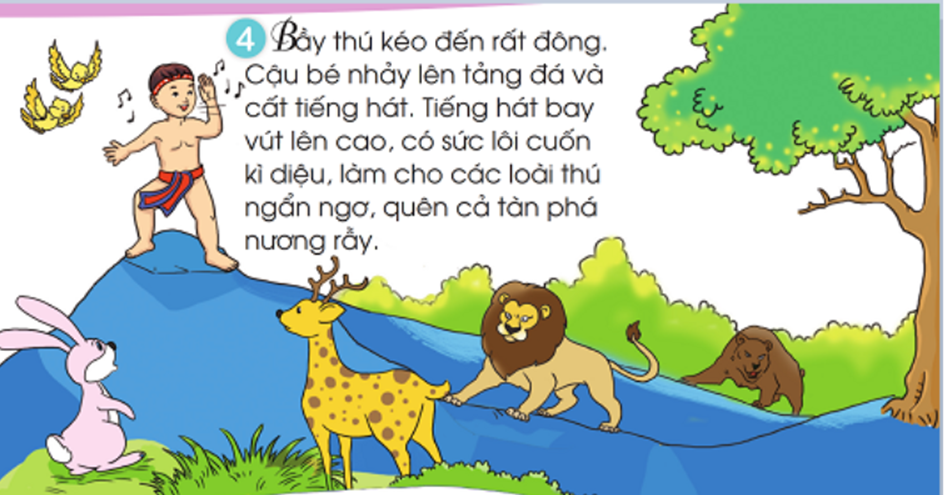 4 Bầy thú kéo đến rất đông.
Cậu bé nhảy lên tảng đá và
cất tiếng hát. Tiếng hát bay
vút lên cao, có sức lôi cuốn
kì diệu, làm cho các loài thú
ngẩn ngơ, quên cả tàn phá
nương rẫy.